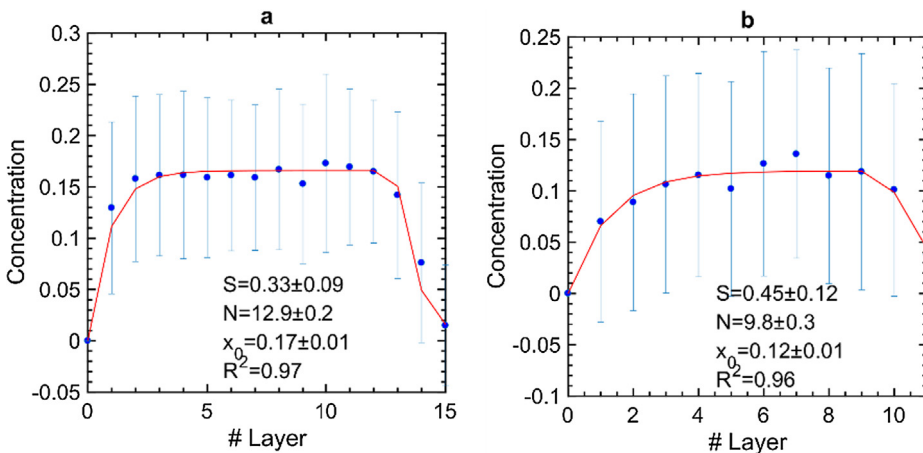 a
0.3
0.25
0.2
0.15
0.1
0.05
0
-0.05
Concentration
S=0.33±0.09
N=12.9±0.2
x0=0.17±0.01
R2=0.97
0 5 10 15
# Layer
b
0.25
0.2
0.15
0.1
0.05
0
-0.05
-0.1
Concentration
S=0.45±0.12
N=9.8±0.3
x0=0.12±0.01
R2=0.96
0 2 4 6 8 10
# Layer